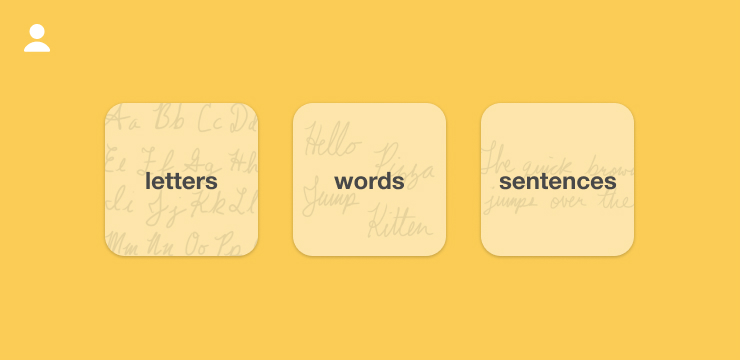 Aa Bb Cc Dd
Ee Ff Gg Hh
letters
Jj Kk Ll
Mm Nn Oo Pp
Hello
Pizza
words
Jump
Kitten
The quick brown
sentences
jumps over the